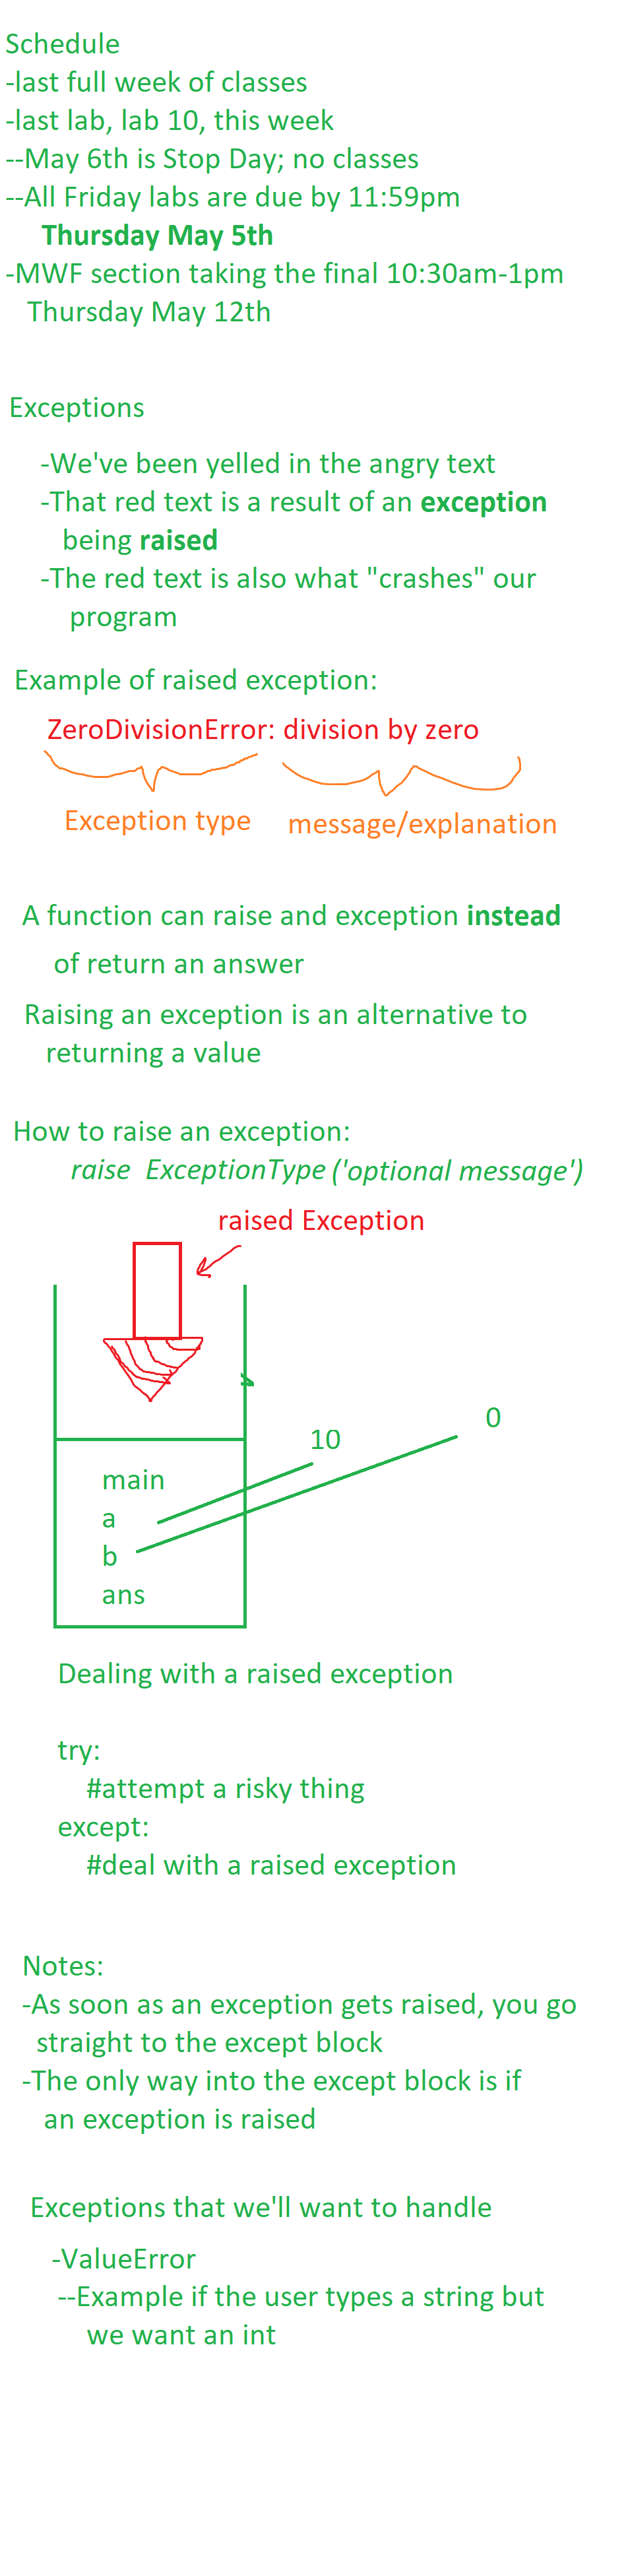 Schedule
-last full week of classes
-last lab, lab 10, this week
--May 6th is Stop Day; no classes
--All Friday labs are due by 11:59pm
Thursday May 5th
-MWF section taking the final 10:30am-1pm
Thursday May 12th
Exceptions
-We've been yelled in the angry text
-That red text is a result of an exception
being raised
-The red text is also what "crashes" our
program
Example of raised exception:
ZeroDivisionError: division by zero
Exception type message/explanation
A function can raise and exception instead
of return an answer
Raising an exception is an alternative to
returning a value
How to raise an exception:
raise ExceptionType ('optional message')
raised Exception
0
10
main
a
b
ans
Dealing with a raised exception
try:
#attempt a risky thing
except:
#deal with a raised exception
Notes:
-As soon as an exception gets raised, you go
straight to the except block
-The only way into the except block is if
an exception is raised
Exceptions that we'll want to handle
-ValueError
--Example if the user types a string but
we want an int